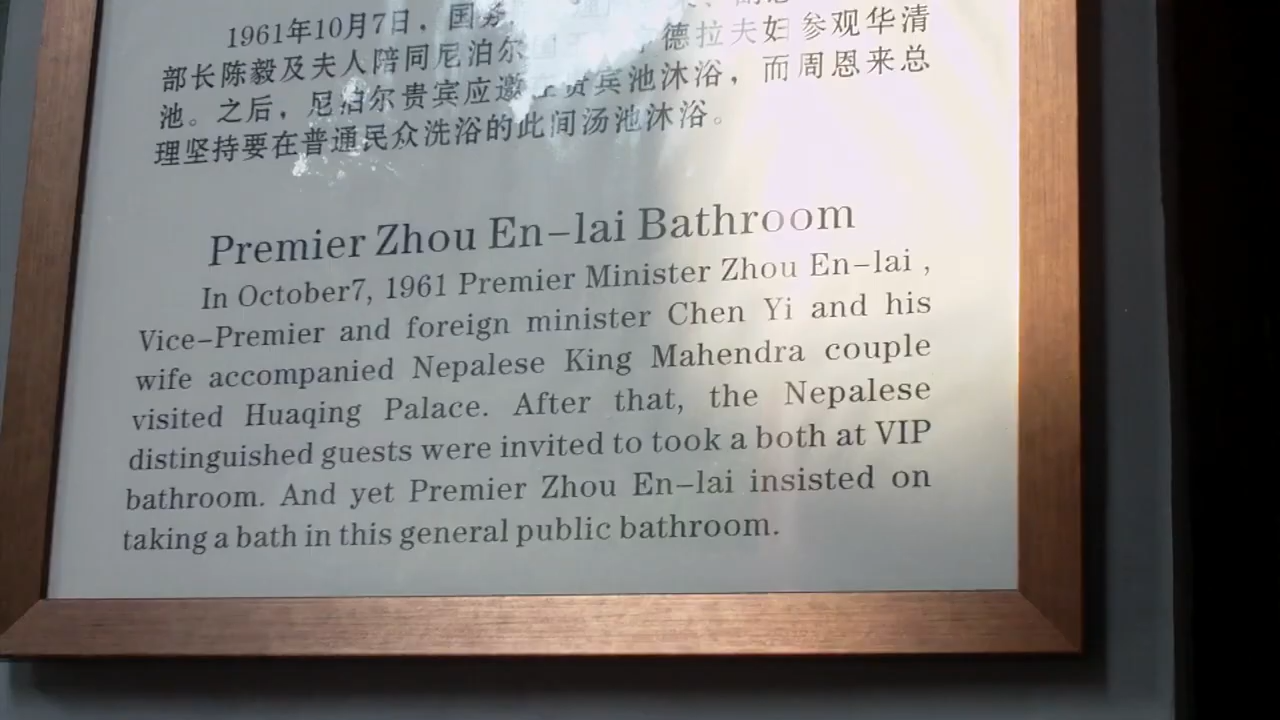 1961年10月7日，国务
部长陈毅及夫人陪同尼泊尔国王 德拉夫妇参观华清
池。之后，尼泊尔贵宾应邀在贵宾池沐浴，而周恩来总
理坚持要在普通民众洗浴的此间汤池沐浴。
Premier Zhou En-lai Bathroom
In October7, 1961 Premier Minister Zhou En-lai ,
Vice-Premier and foreign minister Chen Yi and his
wife accompanied Nepalese King Mahendra couple
visited Huaqing Palace. After that, the Nepalese
distinguished guests were invited to took a both at VIP
bathroom. And yet Premier Zhou En-lai insisted on
taking a bath in this general public bathroom.